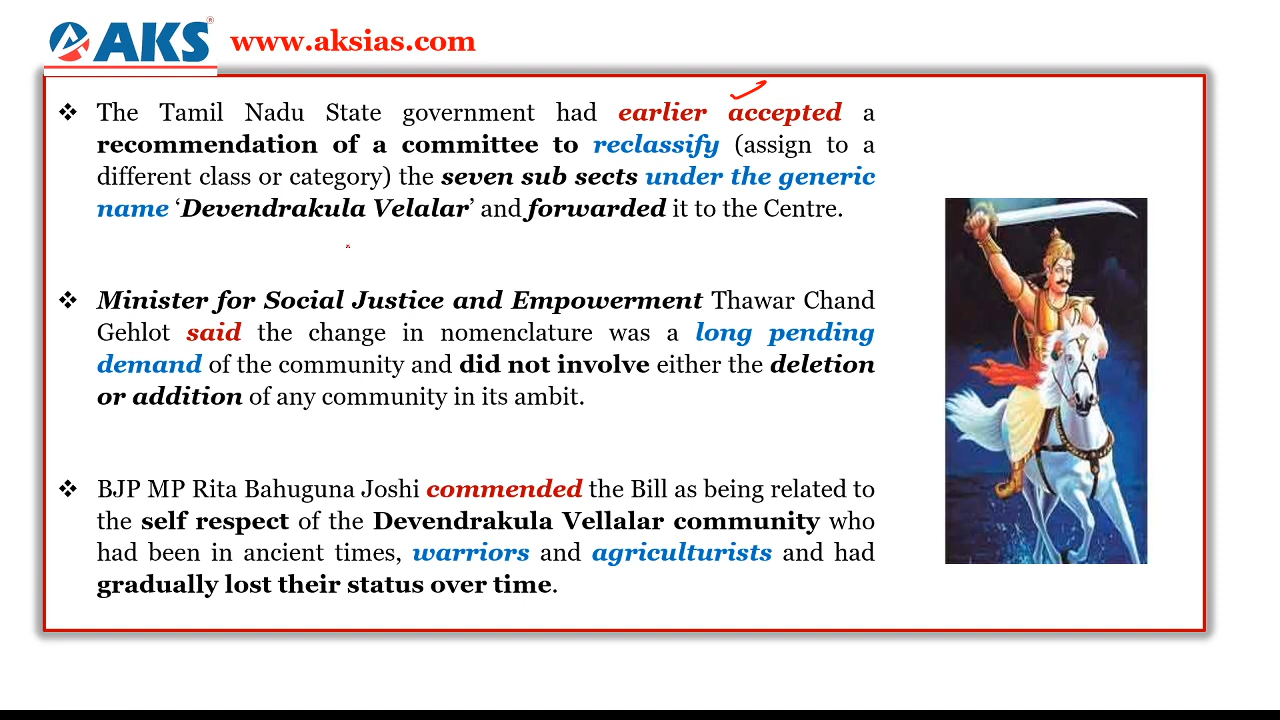 AKS® www.aksias.com
❖ The Tamil Nadu State government had earlier accepted a
recommendation of a committee to reclassify (assign to a
different class or category) the seven sub sects under the generic
name ‘Devendrakula Velalar’ and forwarded it to the Centre.
❖ Minister for Social Justice and Empowerment Thawar Chand
Gehlot said the change in nomenclature was a long pending
demand of the community and did not involve either the deletion
or addition of any community in its ambit.
❖ BJP MP Rita Bahuguna Joshi commended the Bill as being related to
the self respect of the Devendrakula Vellalar community who
had been in ancient times, warriors and agriculturists and had
gradually lost their status over time.